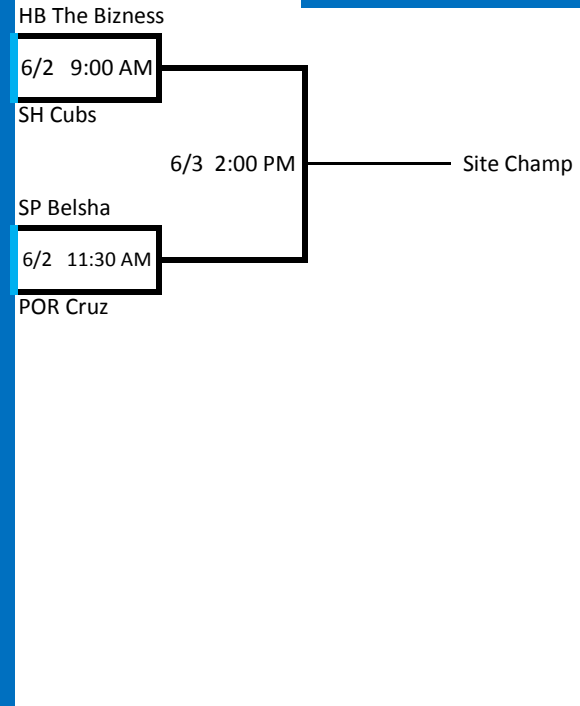 HB The Bizness
6/2 9:00 AM
SH Cubs
6/3 2:00 PM
Site Champ
SP Belsha
6/2 11:30 AM
POR Cruz